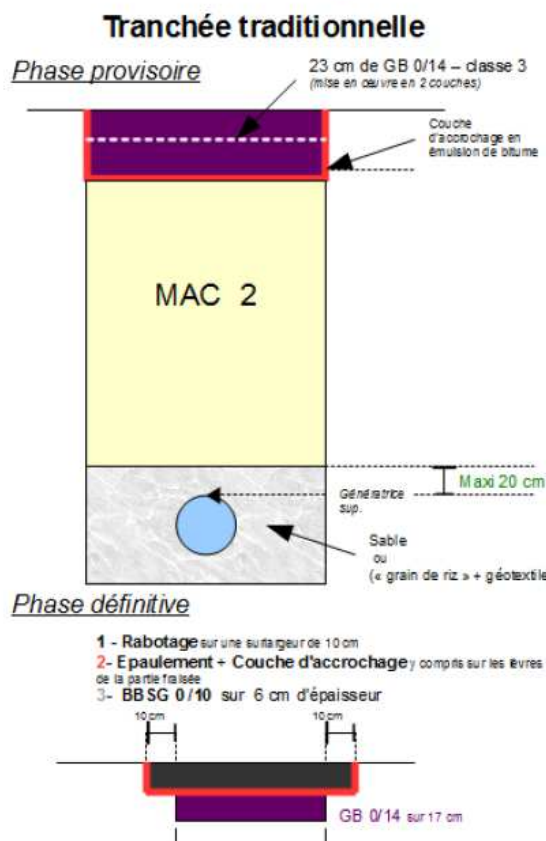 Tranchée traditionnelle
Phase provisoire
23 cm de GB 0/14 – classe 3
(mise en œuvre en 2 couches)
Couche
d'accrochage en
émulsion de bitume
MAC 2
Maxi 20 cm
Génératrice
sup.
Sable
ou
(« grain de riz » + géotextile
Phase définitive
1 - Rabotage sur une surlargeur de 10 cm
2- Epaulement + Couche d'accrochage y compris sur les lèvres
de la partie fraisée
3- BBSG 0/10 sur 6 cm d'épaisseur
10 cm
10 cm
GB 0/14 sur 17 cm